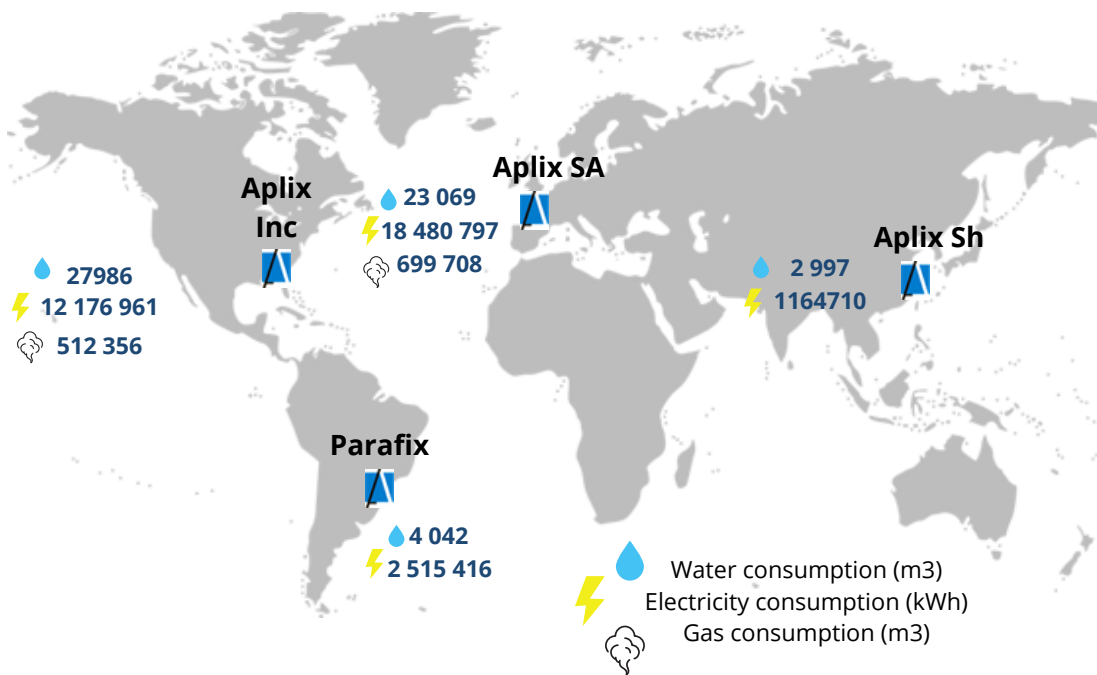 Aplix
Inc
27986
12 176 961
512 356
23 069
18 480 797
699 708
Aplix SA
Aplix Sh
2 997
1164710
Parafix
4 042
2 515 416
Water consumption (m3)
Electricity consumption (kWh)
Gas consumption (m3)